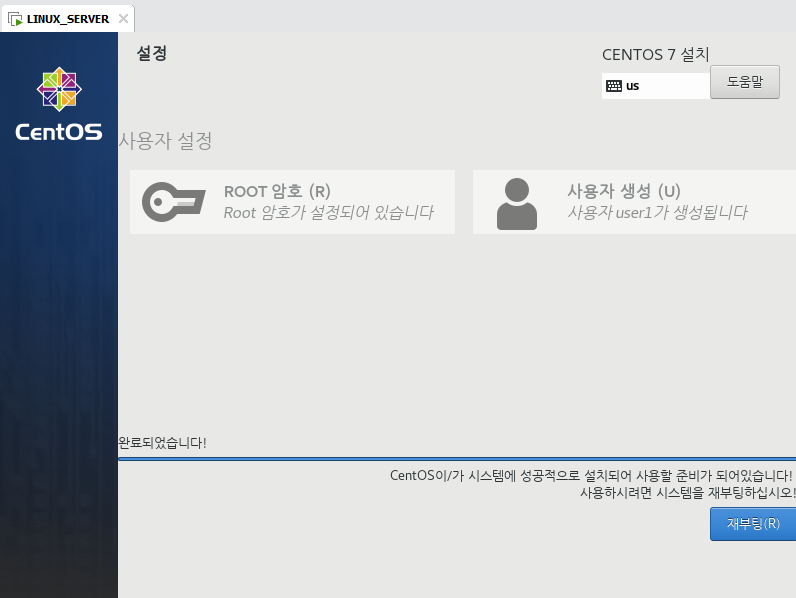 LINUX_SERVER
설정
CENTOS 7 설치
us
도움말
CentOS
사용자 설정
ROOT 암호 (R)
Root 암호가 설정되어 있습니다
사용자 생성 (U)
사용자 user1가 생성됩니다
완료되었습니다!
CentOS이/가 시스템에 성공적으로 설치되어 사용할 준비가 되어있습니다!
사용하시려면 시스템을 재부팅하십시오!
재부팅(R)